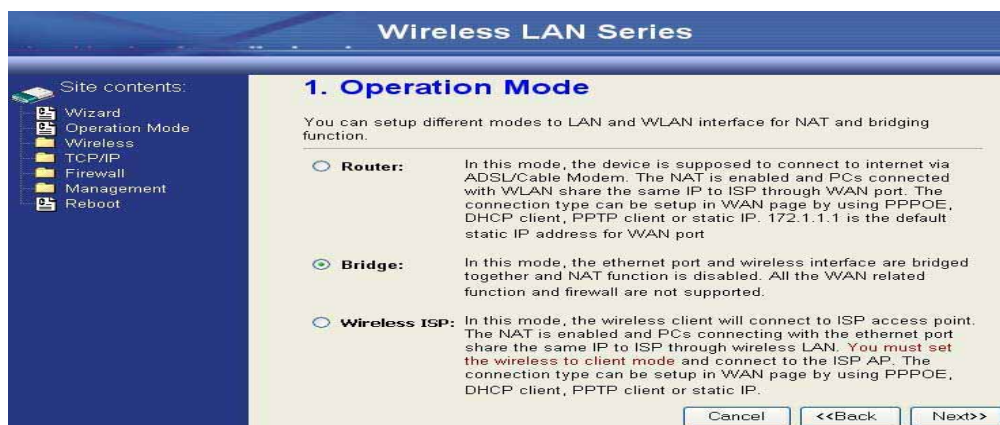 Wireless LAN Series
Site contents:
Wizard
Operation Mode
Wireless
TCP/IP
Firewall
Management
Reboot
1. Operation Mode
You can setup different modes to LAN and WLAN interface for NAT and bridging
function.
Router: In this mode, the device is supposed to connect to internet via
ADSL/Cable Modem. The NAT is enabled and PCs connected
with WLAN share the same IP to ISP through WAN port. The
connection type can be setup in WAN page by using PPPOE,
DHCP client, PPTP client or static IP. 172.1.1.1 is the default
static IP address for WAN port
Bridge: In this mode, the ethernet port and wireless interface are bridged
together and NAT function is disabled. All the WAN related
function and firewall are not supported.
Wireless ISP: In this mode, the wireless client will connect to ISP access point.
The NAT is enabled and PCs connecting with the ethernet port
share the same IP to ISP through wireless LAN. You must set
the wireless to client mode and connect to the ISP AP. The
connection type can be setup in WAN page by using PPPOE,
DHCP client, PPTP client or static IP.
Cancel <<Back Next>>